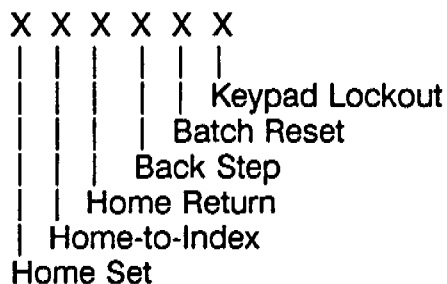 X X X X X X
Keypad Lockout
Batch Reset
Back Step
Home Return
Home-to-Index
Home Set